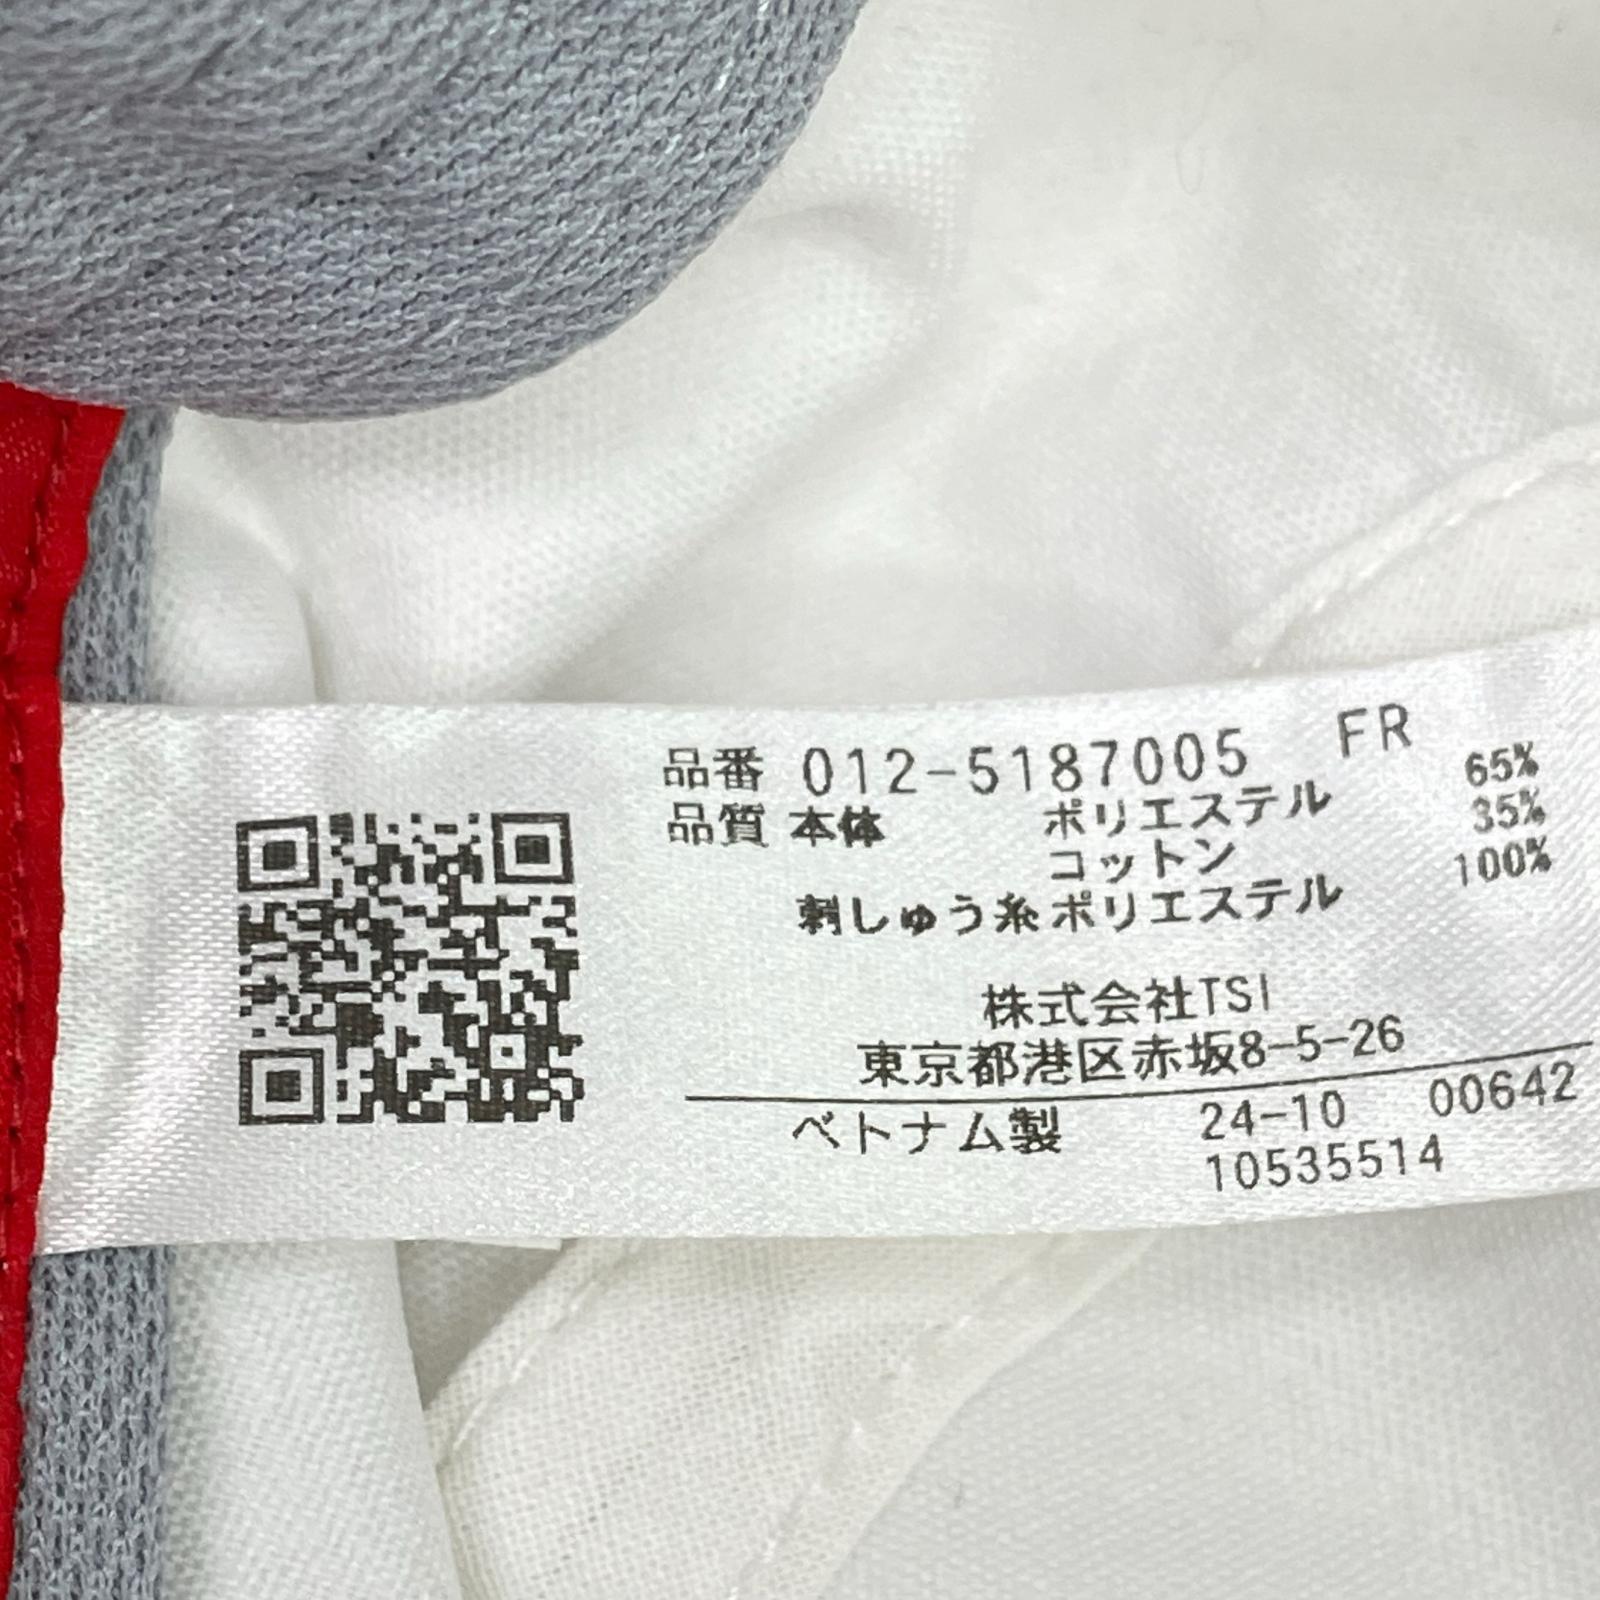 品番 012-5187005 FR
品質 本体 ポリエステル 65%
コットン 35%
刺しゅう糸 ポリエステル 100%
株式会社TSI
東京都港区赤坂8-5-26
ベトナム製 24-10 00642
10535514